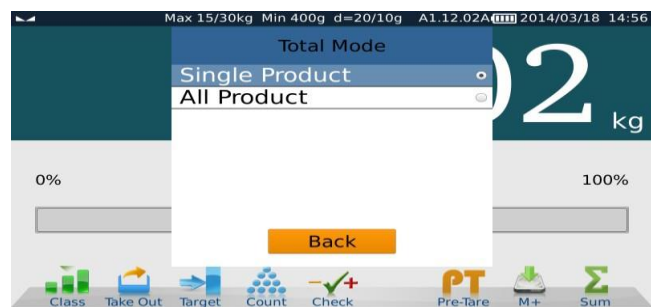 Max 15/30kg Min 400g d=20/10g A1.12.02A 2014/03/18 14:56
Total Mode
Single Product
All Product
02
kg
0%
100%
Back
Class Take Out Target Count Check Pre-Tare M+ Sum
PT